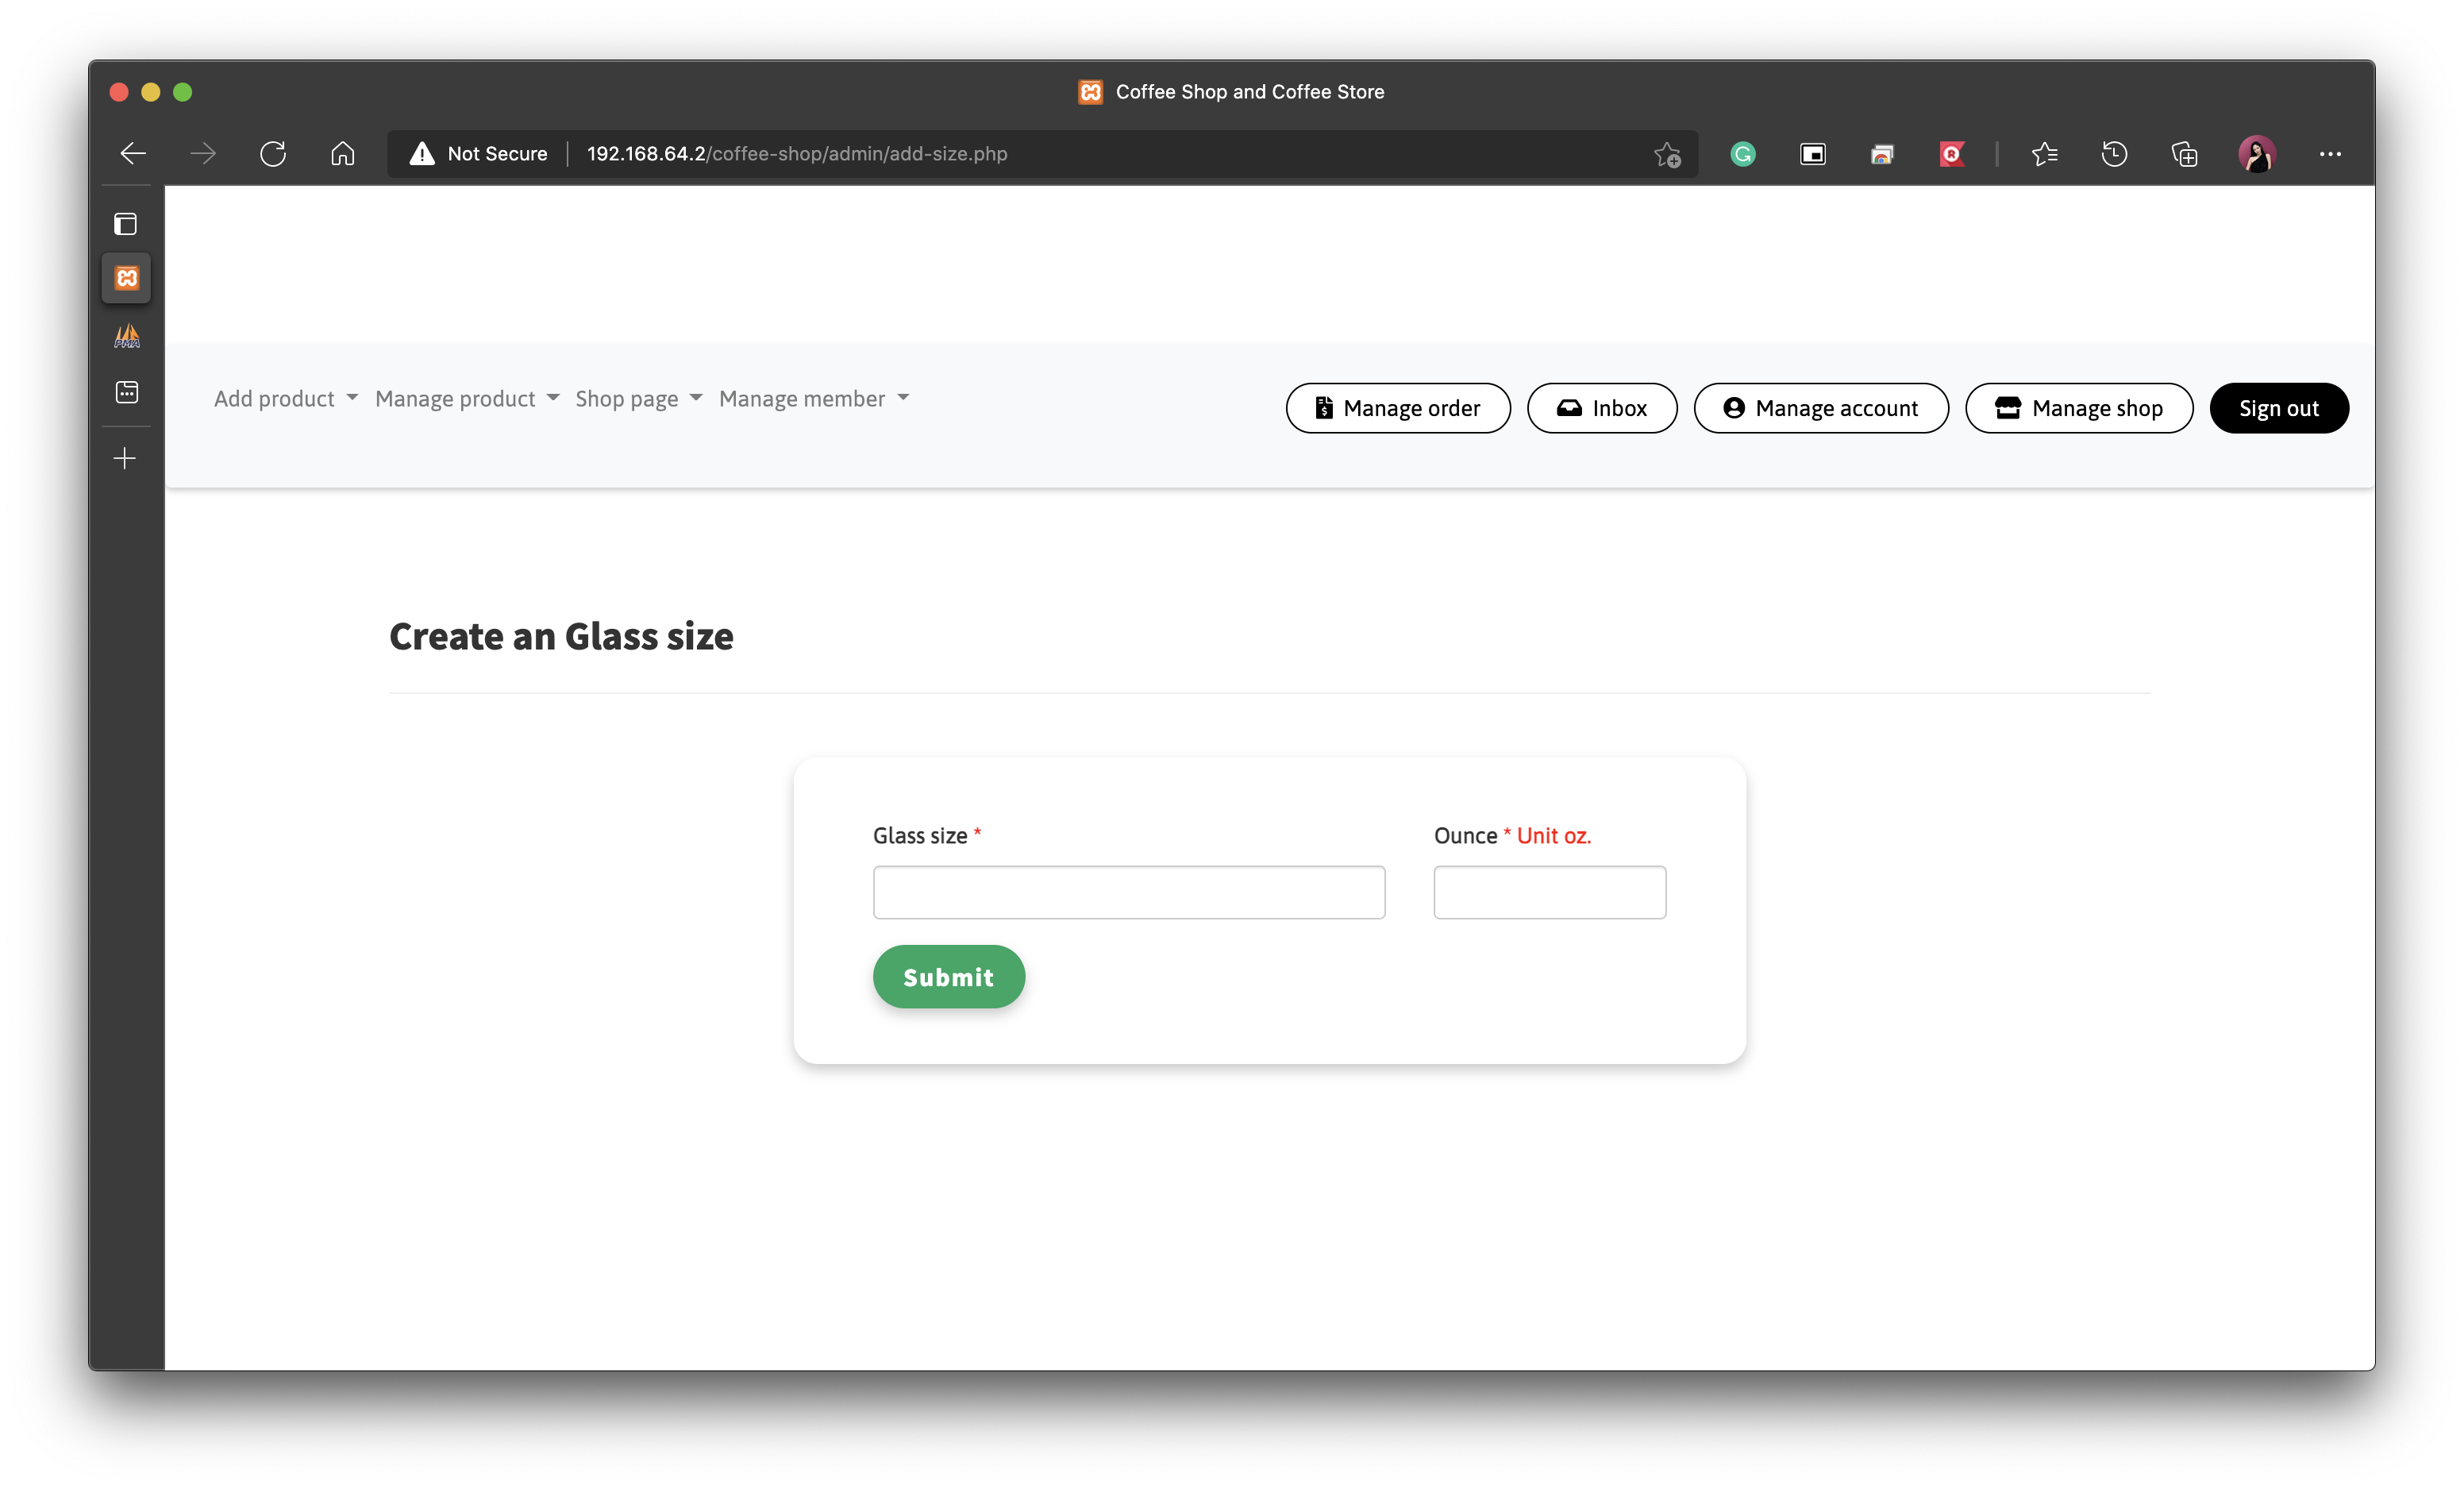 Coffee Shop and Coffee Store
Not Secure 192.168.64.2/coffee-shop/admin/add-size.php
PMA
Add product Manage product Shop page Manage member Manage order Inbox Manage account Manage shop Sign out
Create an Glass size
Glass size * Ounce * Unit oz.
Submit